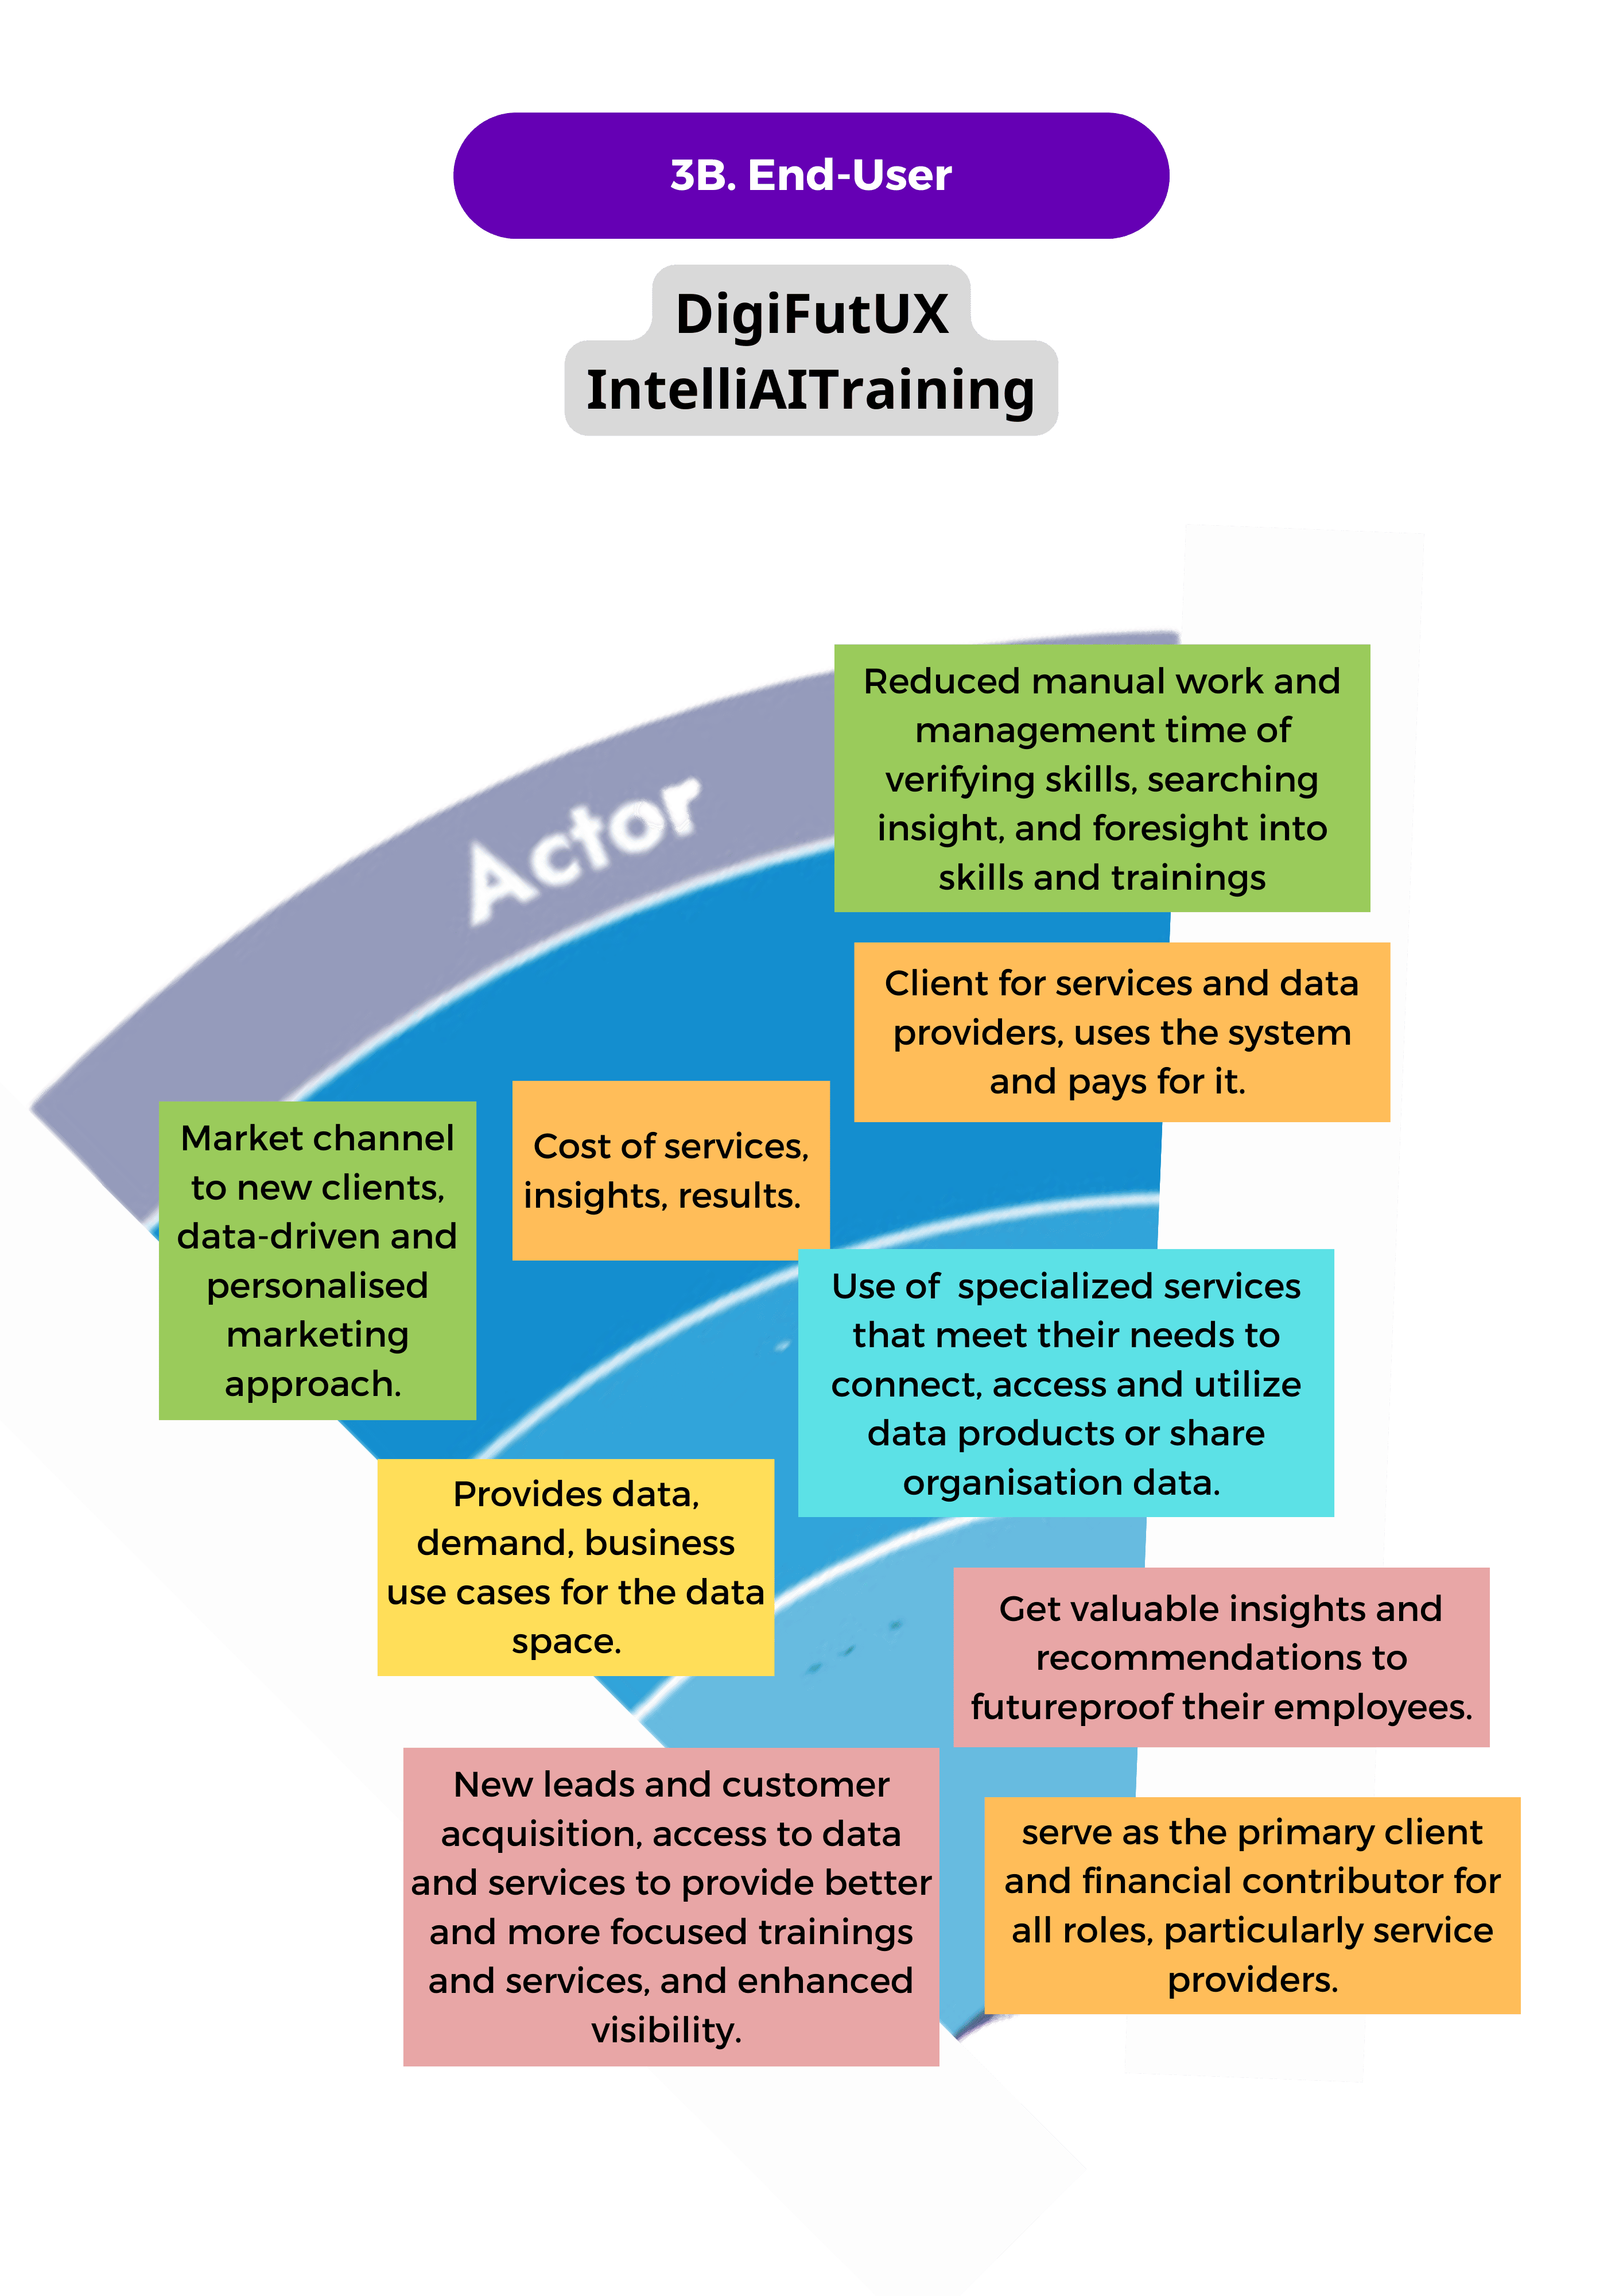 3B. End-User
DigiFutUX
IntelliAITraining
Actor
Reduced manual work and
management time of
verifying skills, searching
insight, and foresight into
skills and trainings
Client for services and data
providers, uses the system
and pays for it.
Market channel
to new clients,
data-driven and
personalised
marketing
approach.
Cost of services,
insights, results.
Use of  specialized services
that meet their needs to
connect, access and utilize
data products or share
organisation data.
Provides data,
demand, business
use cases for the data
space.
Get valuable insights and
recommendations to
futureproof their employees.
New leads and customer
acquisition, access to data
and services to provide better
and more focused trainings
and services, and enhanced
visibility.
serve as the primary client
and financial contributor for
all roles, particularly service
providers.